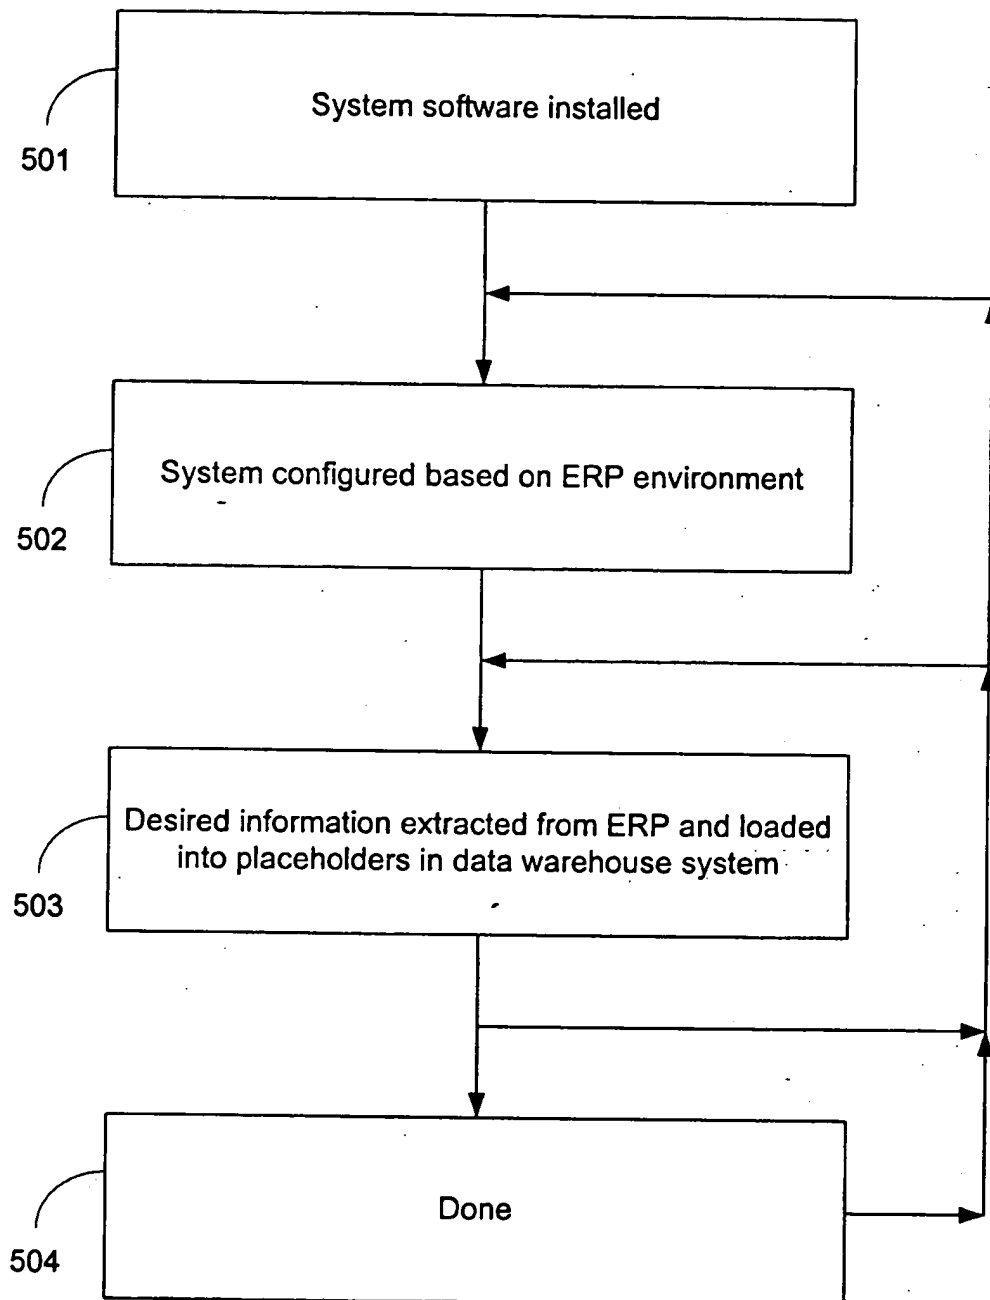 System software installed
501
System configured based on ERP environment
502
Desired information extracted from ERP and loaded
into placeholders in data warehouse system
503
Done
504